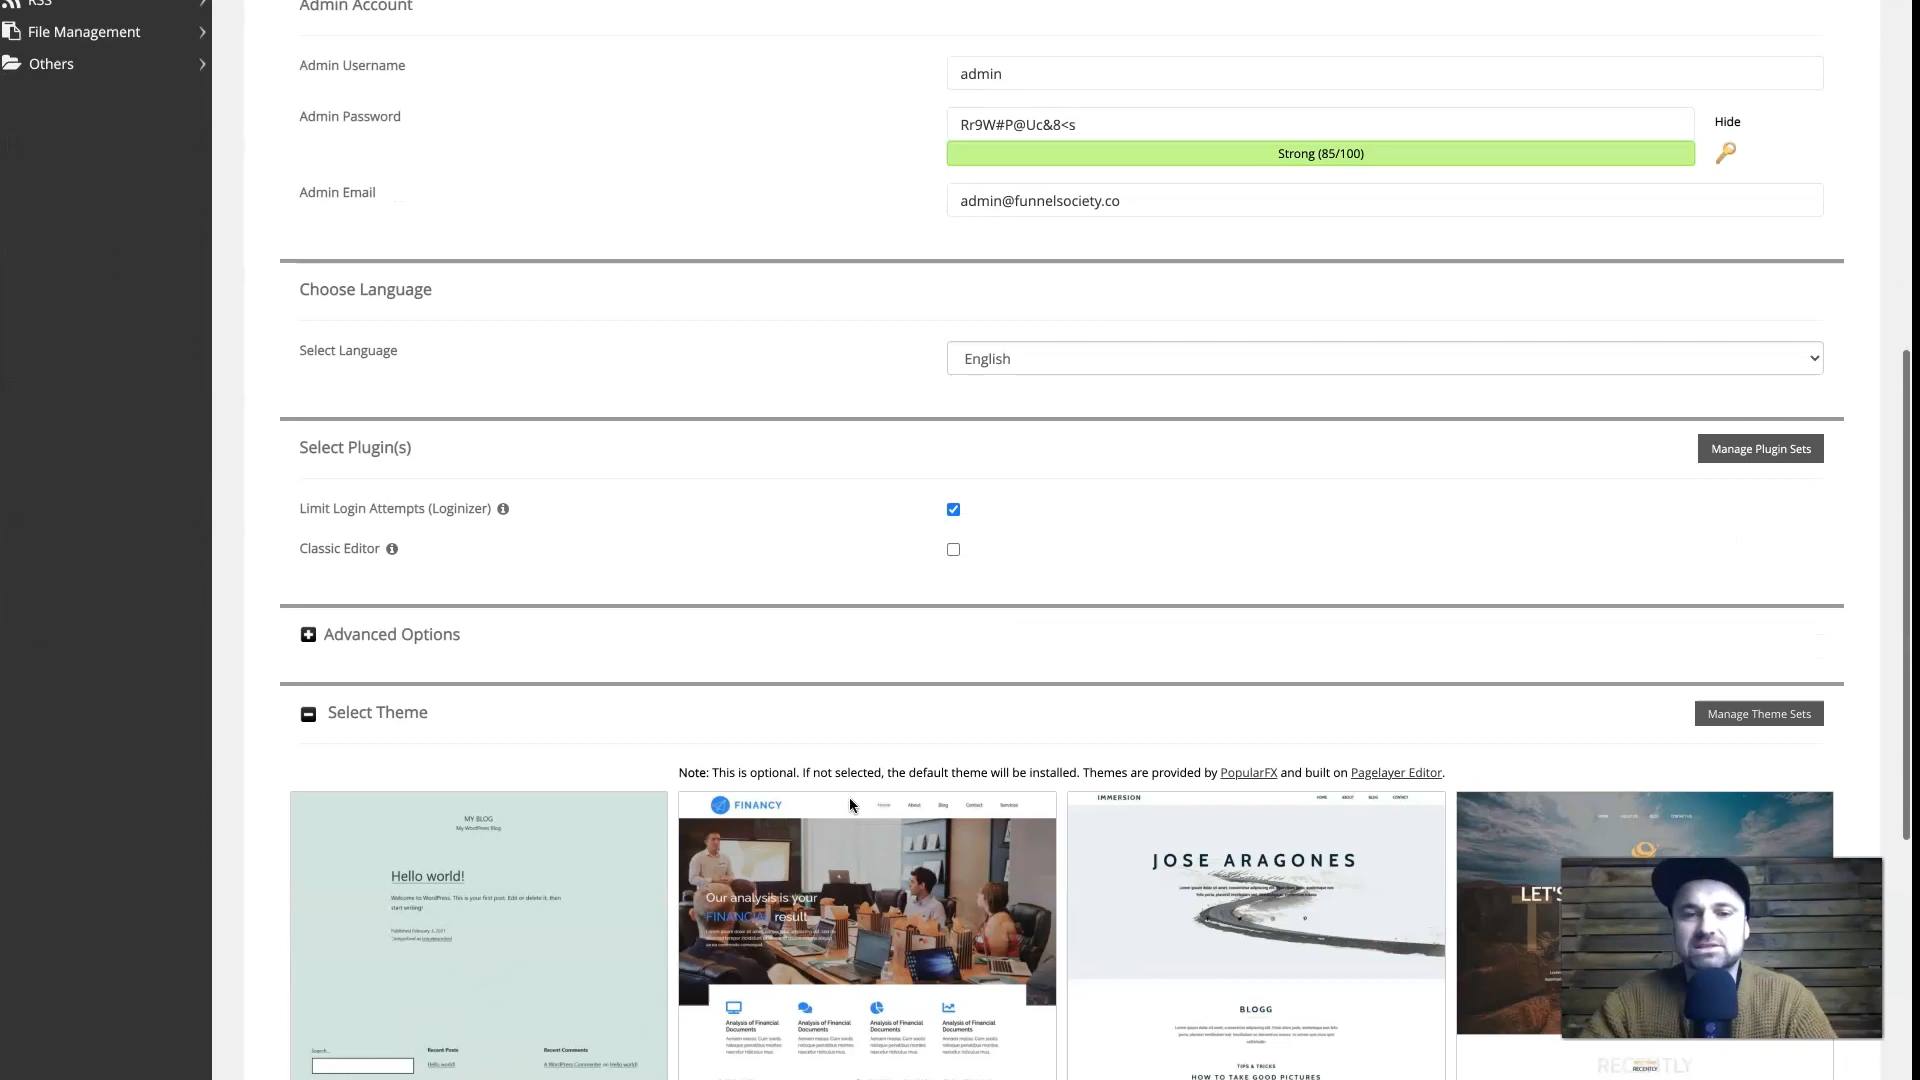 RSS
File Management
Others
Admin Account
Admin Username
admin
Admin Password
Rr9W#P@Uc&8<s
Hide
Strong (85/100)
Admin Email
admin@funnelsociety.co
Choose Language
Select Language
English
Select Plugin(s)
Manage Plugin Sets
Limit Login Attempts (Loginizer)
Classic Editor
Advanced Options
Select Theme
Manage Theme Sets
Note: This is optional. If not selected, the default theme will be installed. Themes are provided by PopularFX and built on Pagelayer Editor.
MY BLOG
My WordPress Blog
Hello world!
Welcome to WordPress. This is your first post. Edit or delete it, then
start writing!
Search...
Recent Posts
Hello world!
Recent Comments
A WordPress Commenter on Hello world!
FINANCY
Home About Blog Contact Services
Our analysis is your
FINANCIAL result
Analysis of Financial
Documents
Analysis of Financial
Documents
Analysis of Financial
Documents
Analysis of Financial
Documents
IMMERSION
HOME ABOUT BLOG CONTACT
JOSE ARAGONES
BLOGG
TIPS & TRICKS
HOW TO TAKE GOOD PICTURES
HOME ABOUT US BLOG CONTACT US
LET'S
RECENTLY
RECENTLY